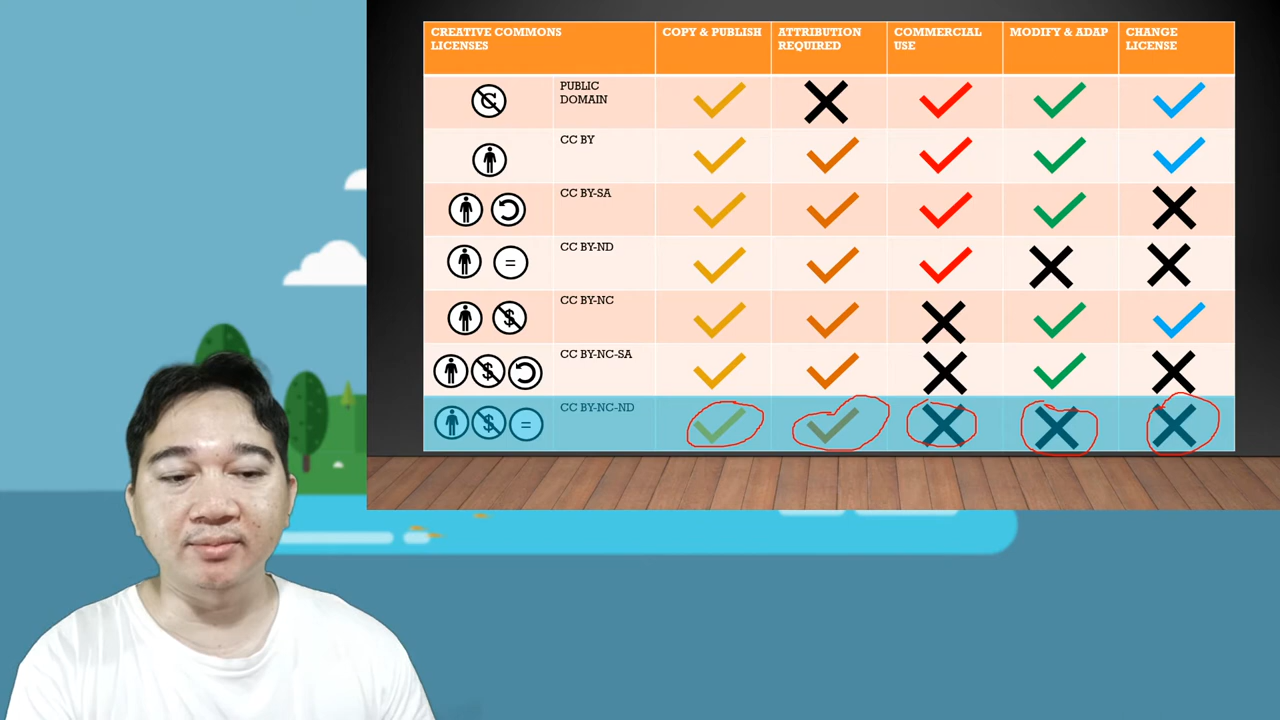 CREATIVE COMMONS
LICENSES
COPY & PUBLISH
ATTRIBUTION
REQUIRED
COMMERCIAL
USE
MODIFY & ADAP
CHANGE
LICENSE
PUBLIC
DOMAIN
CC BY
CC BY-SA
CC BY-ND
=
CC BY-NC
$
CC BY-NC-SA
$
CC BY-NC-ND
$ =